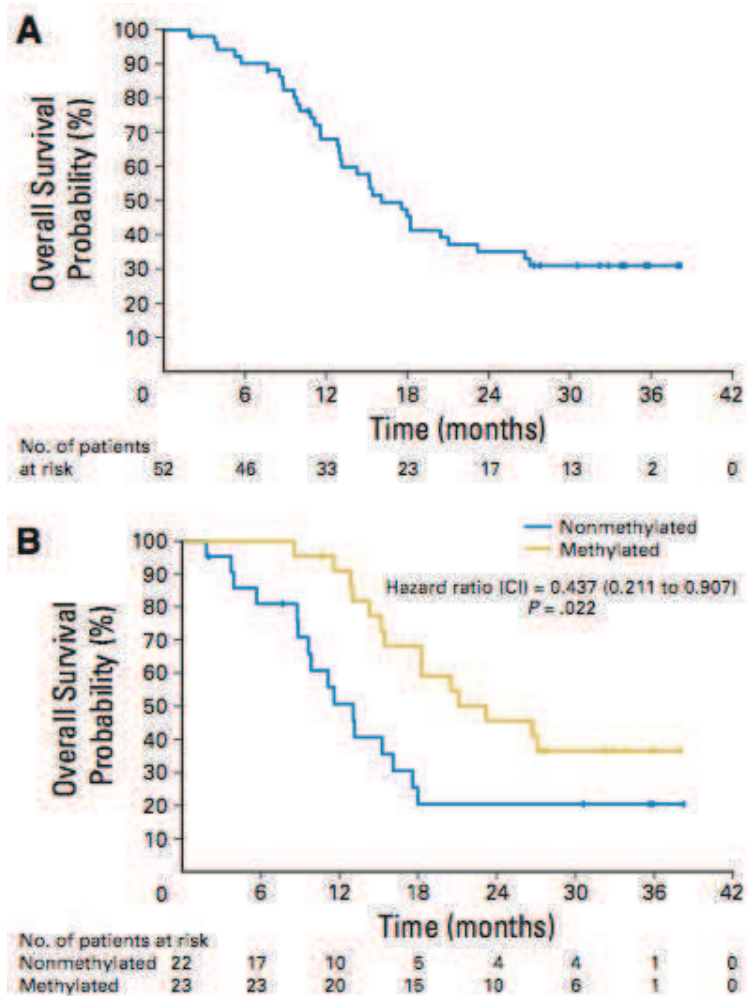 A
Overall Survival
Probability (%)
100
90
80
70
60
50
40
30
20
10
0 6 12 18 24 30 36 42
Time (months)
No. of patients
at risk 52 46 33 23 17 13 2 0
B
Nonmethylated
Methylated
Hazard ratio (CI) = 0.437 (0.211 to 0.907)
P = .022
Overall Survival
Probability (%)
100
90
80
70
60
50
40
30
20
10
0 6 12 18 24 30 36 42
Time (months)
No. of patients at risk
Nonmethylated 22 17 10 5 4 4 1 0
Methylated 23 23 20 15 10 6 1 0